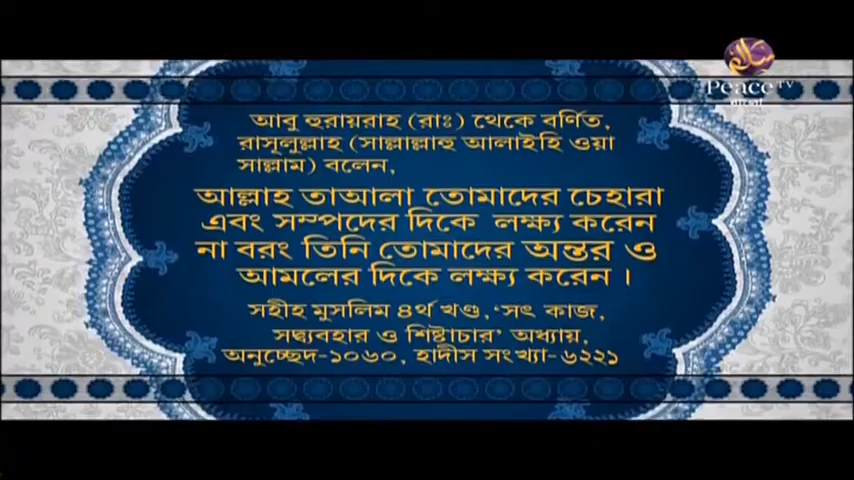 سلام
Peace TV
বাংলা
আবু হুরায়রাহ (রাঃ) থেকে বর্ণিত,
রাসূলুল্লাহ (সাল্লাল্লাহু আলাইহি ওয়া
সাল্লাম) বলেন,
আল্লাহ তাআলা তোমাদের চেহারা
এবং সম্পদের দিকে লক্ষ্য করেন
না বরং তিনি তোমাদের অন্তর ও
আমলের দিকে লক্ষ্য করেন ।
সহীহ মুসলিম ৪র্থ খণ্ড,‘সৎ কাজ,
সদ্ব্যবহার ও শিষ্টাচার’ অধ্যায়,
অনুচ্ছেদ-১০৬০, হাদীস সংখ্যা-৬২২১